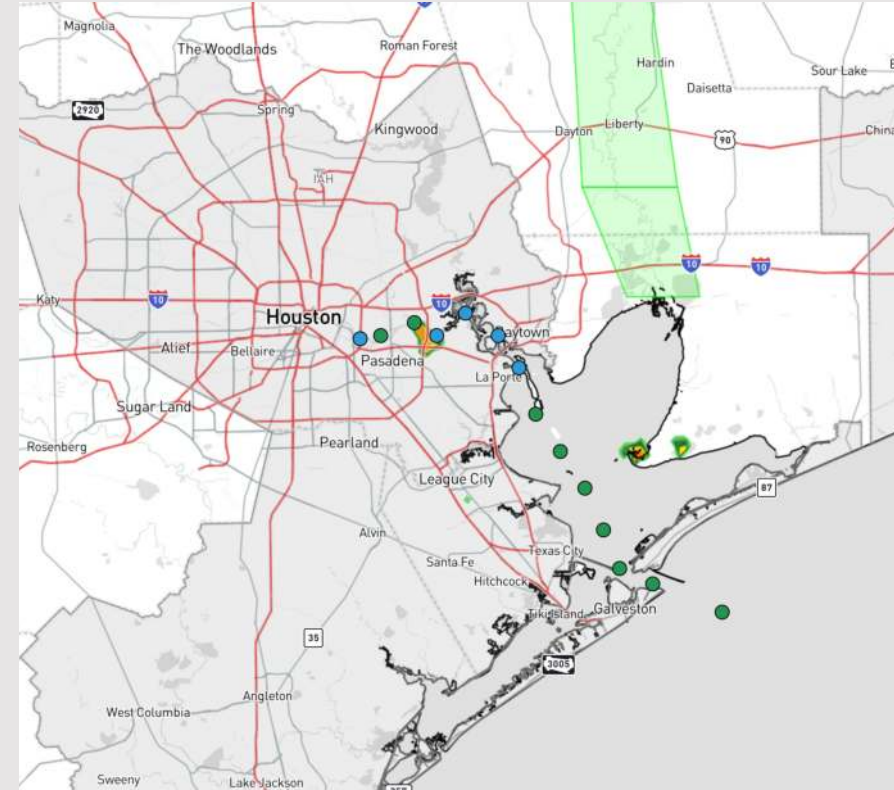 Magnolia
The Woodlands
Roman Forest
Hardin
Sour Lake
Daisetta
2920
Spring
Kingwood
Dayton
Liberty
90
China
IAH
10
10
Katy
10
10
Houston
Baytown
Alief
Bellaire
Pasadena
La Porte
Sugar Land
Rosenberg
Pearland
League City
87
Alvin
Texas City
Santa Fe
Hitchcock
Tiki Island
Galveston
35
3005
Angleton
West Columbia
Sweeny
Lake Jackson